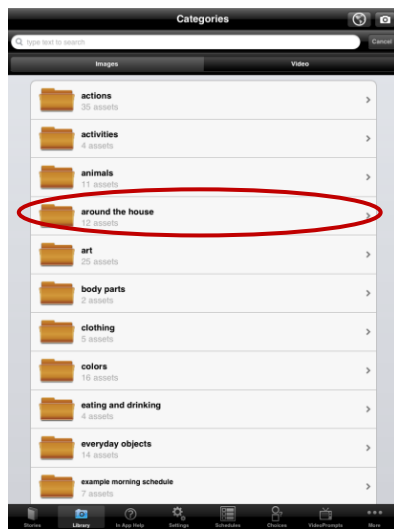 Categories
type text to search
Cancel
Images
Video
actions
35 assets
activities
4 assets
animals
11 assets
around the house
12 assets
art
25 assets
body parts
2 assets
clothing
5 assets
colors
16 assets
eating and drinking
4 assets
everyday objects
14 assets
example morning schedule
7 assets
Stories
Library
In App Help
Settings
Schedules
Choices
VideoPrompts
More